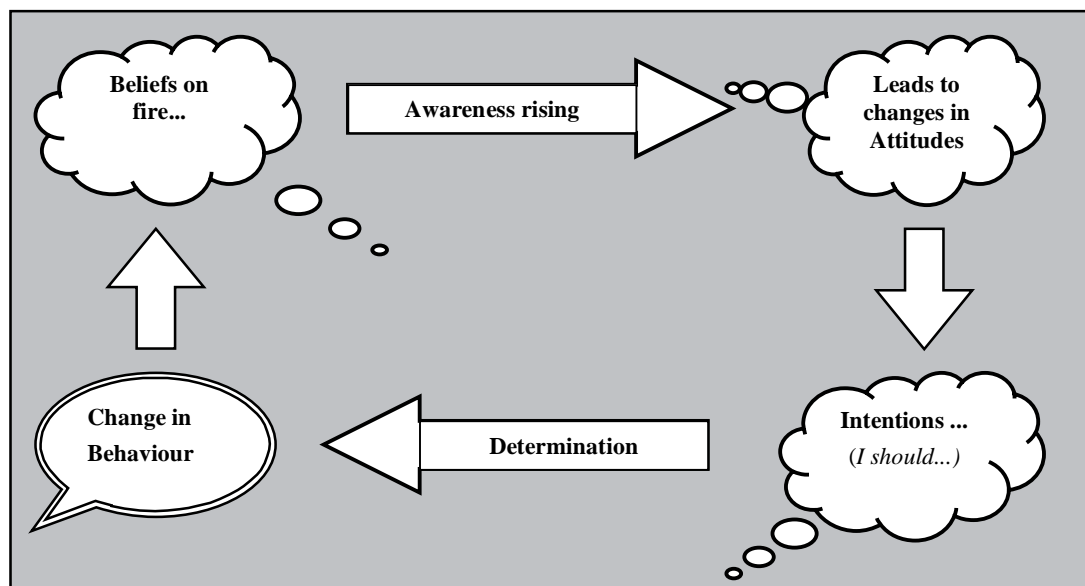 Beliefs on
fire...
Awareness rising
Leads to
changes in
Attitudes
Intentions ...
(I should...)
Determination
Change in
Behaviour